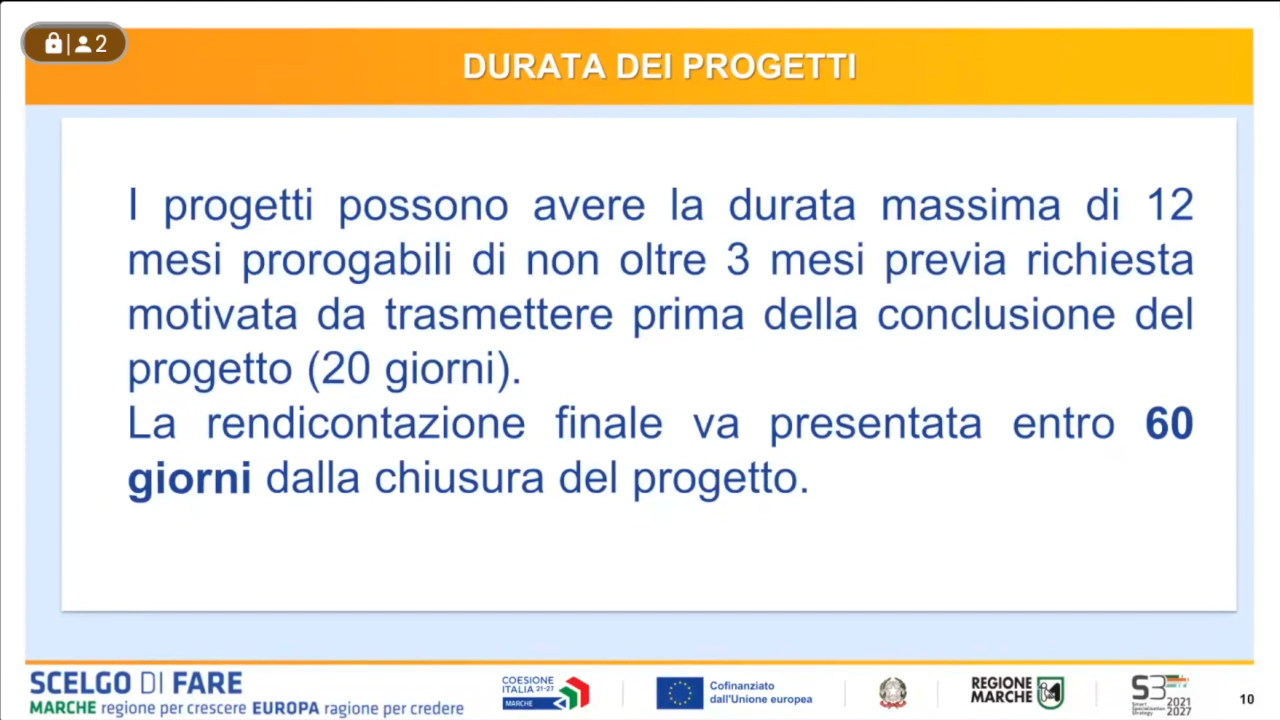 2
DURATA DEI PROGETTI
I progetti possono avere la durata massima di 12
mesi prorogabili di non oltre 3 mesi previa richiesta
motivata da trasmettere prima della conclusione del
progetto (20 giorni).
La rendicontazione finale va presentata entro 60
giorni dalla chiusura del progetto.
SCELGO DI FARE
MARCHE regione per crescere EUROPA ragione per credere
COESIONE
ITALIA 21-27
MARCHE
Cofinanziato
dall'Unione europea
REGIONE
MARCHE
S3
Smart
Specialisation
Strategy
2021
2027
10